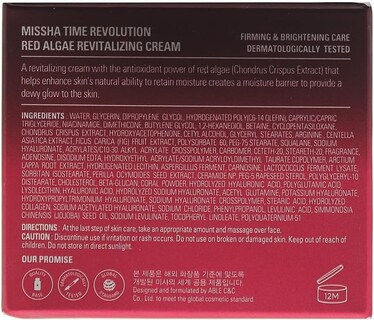 MISSHA TIME REVOLUTION
RED ALGAE REVITALIZING CREAM
FIRMING & BRIGHTENING CARE
DERMATOLOGICALLY TESTED
A revitalizing cream with the antioxidant power of red algae (Chondrus Crispus Extract) that
helps enhance skin's natural ability to retain moisture creates a moisture barrier to provide a
dewy glow to the skin.
INGREDIENTS : WATER, GLYCERIN, DIPROPYLENE GLYCOL, HYDROGENATED POLY(C6-14 OLEFIN), CAPRYLIC/CAPRIC
TRIGLYCERIDE, NIACINAMIDE, DIMETHICONE, BUTYLENE GLYCOL, 1,2-HEXANEDIOL, BETAINE, CYCLOPENTASILOXANE,
CHONDRUS CRISPUS EXTRACT, HYDROXYACETOPHENONE, CETYL ALCOHOL, GLYCERYL STEARATES, ARGININE, CENTELLA
ASIATICA EXTRACT, FICUS CARICA (FIG) FRUIT EXTRACT, POLYSORBATE 60, PEG-75 STEARATE, SQUALANE, SODIUM
HYALURONATE, ACRYLATES/C10-30 ALKYL ACRYLATE CROSSPOLYMER, CARBOMER, CETETH-20, STEARETH-20, FRAGRANCE,
ADENOSINE, DISODIUM EDTA, HYDROXYETHYL ACRYLATE/SODIUM ACRYLOYLDIMETHYL TAURATE COPOLYMER, ARCTIUM
LAPPA ROOT EXTRACT, HYDROGENATED LECITHIN, ASPERGILLUS FERMENT, CARNOSINE, LACTOCOCCUS FERMENT LYSATE,
SORBITAN ISOSTEARATE, PERILLA OCYMOIDES SEED EXTRACT, CERAMIDE NP, PEG-5 RAPESEED STEROL, POLYGLYCERYL-10
DISTEARATE, CHOLESTEROL, BETA-GLUCAN, CORAL POWDER, HYDROLYZED HYALURONIC ACID, POLYGLUTAMIC ACID,
LYSOLECITHIN, HYALURONIC ACID, HYDROLYZED SODIUM HYALURONATE, ACETYL GLUTAMINE, POTASSIUM HYALURONATE,
HYDROXYPROPYLTRIMONIUM HYALURONATE, SODIUM HYALURONATE CROSSPOLYMER, STEARIC ACID, HYDROLYZED
COLLAGEN, SODIUM ACETYLATED HYALURONATE, SODIUM CHLORIDE, PHENYLPROPANOL, LEVULINIC ACID, SIMMONDSIA
CHINENSIS (JOJOBA) SEED OIL, SODIUM LEVULINATE, TOCOPHERYL LINOLEATE, POLYQUATERNIUM-51
DIRECTIONS : At the last step of skin care, take an appropriate amount and massage over face.
CAUTION : Discontinue use if irritation or rash occurs. Do not use on broken or damaged skin. Keep out of reach of
children. Do not store in direct sunlight.
OUR PROMISE
QUALITY
BASE
GLOBAL
STANDARD
본 제품은 해외 화장품 기준에 맞도록
개발된 미샤의 세계 공용 제품입니다.
Designed and formulated by ABLE C&C
Co., Ltd. to meet the global cosmetic standard.
12M